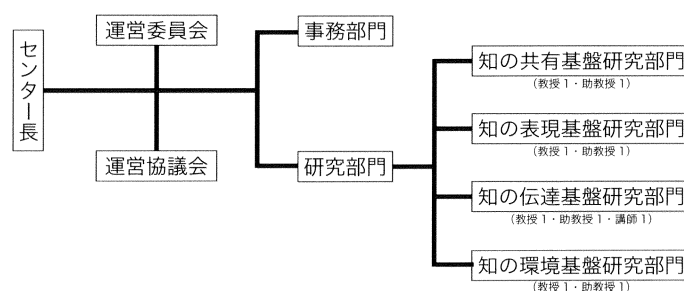 センター長
運営委員会
運営協議会
事務部門
研究部門
知の共有基盤研究部門
(教授1・助教授1)
知の表現基盤研究部門
(教授1・助教授1)
知の伝達基盤研究部門
(教授1・助教授1・講師1)
知の環境基盤研究部門
(教授1・助教授1)